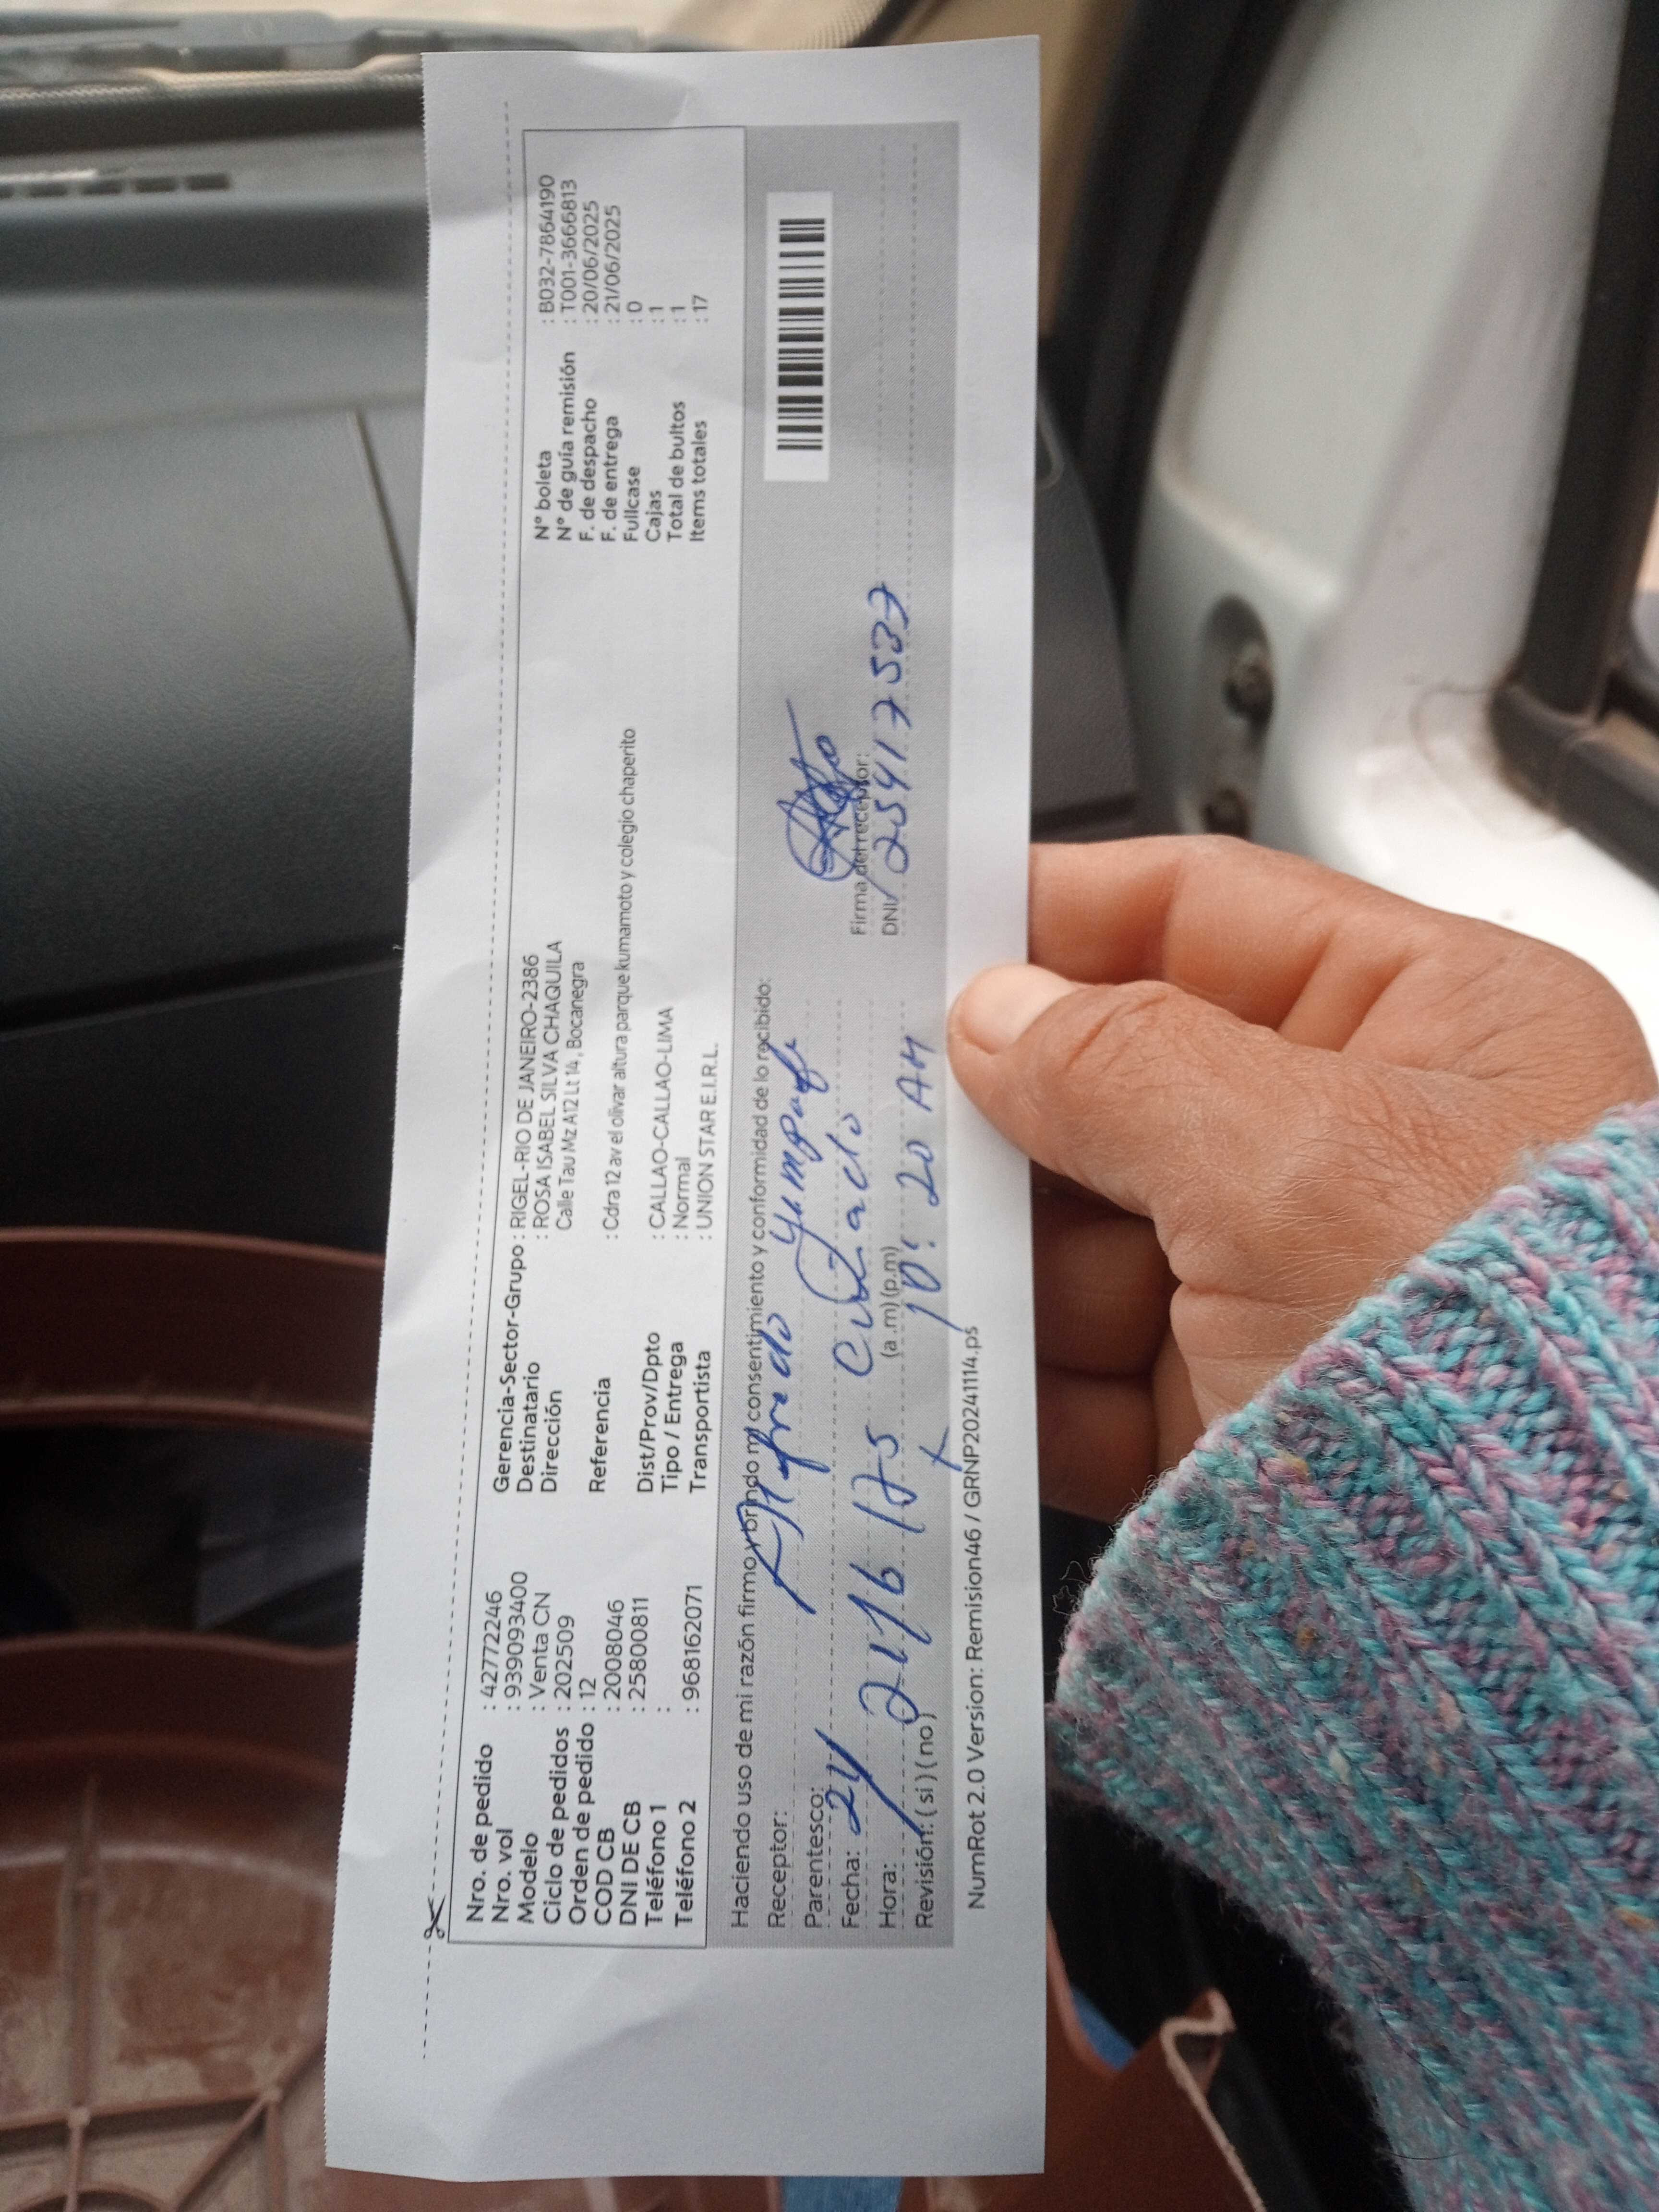 Nro. de pedido : 42772246
Nro. vol : 9390933400
Modelo : Venta CN
Ciclo de pedidos : 202509
Orden de pedido : 12
COD CB : 20088046
DNI DE CB : 25800811
Teléfono 1 :
Teléfono 2 : 968162071
Gerencia-Sector-Grupo : RIGEL-RIO DE JANEIRO-2386
Destinatario : ROSA ISABEL SILVA CHAQUILA
Dirección Calle Tau Mz A12 Lt 14, Bocanegra
Referencia : Cdra 12 av el olivar altura parque kumamoto y colegio chaperito
Dist/Prov/Dpto : CALLAO-CALLAO-LIMA
Tipo / Entrega : Normal
Transportista : UNION STAR E.I.R.L.
N° boleta : B032-7864190
N° de guía remisión : T001-3666813
F. de despacho : 20/06/2025
F. de entrega : 21/06/2025
Fullcase : 0
Cajas : 1
Total de bultos : 1
Items totales : 17
Haciendo uso de mi razón firmo y brindo mi consentimiento y conformidad de lo recibido:
Receptor: Alfredo
Parentesco:
Fecha: 21
Hora: (a.m) (p.m) 10: 20 AM
Revisión: ( si ) ( no )
Firma del receptor:
DNI
NumRot 2.0 Version: Remision46 / GRNP20241114.ps